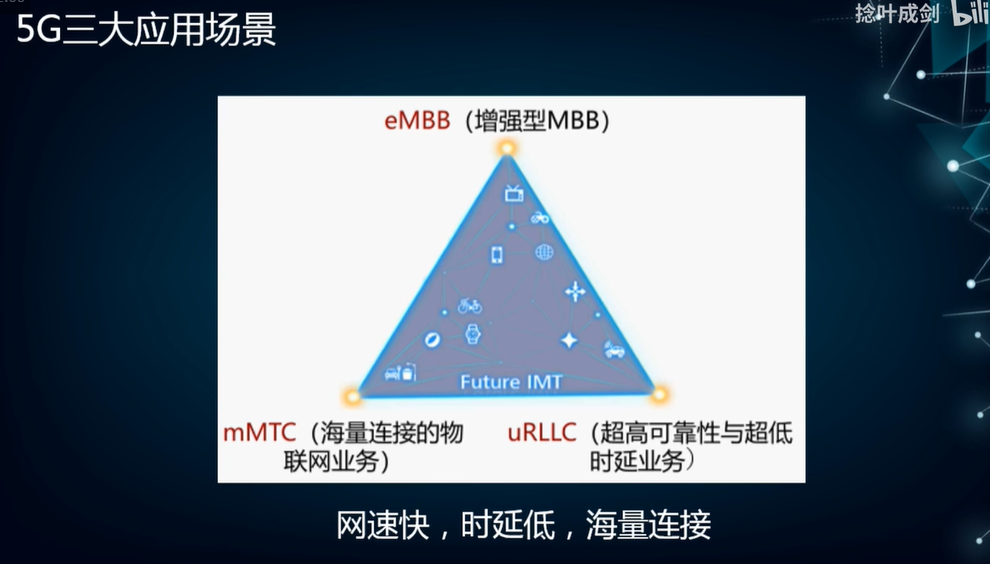 捻叶成剑 bili
5G三大应用场景
eMBB（增强型MBB）
Future IMT
mMTC（海量连接的物
联网业务）
uRLLC（超高可靠性与超低
时延业务）
网速快，时延低，海量连接